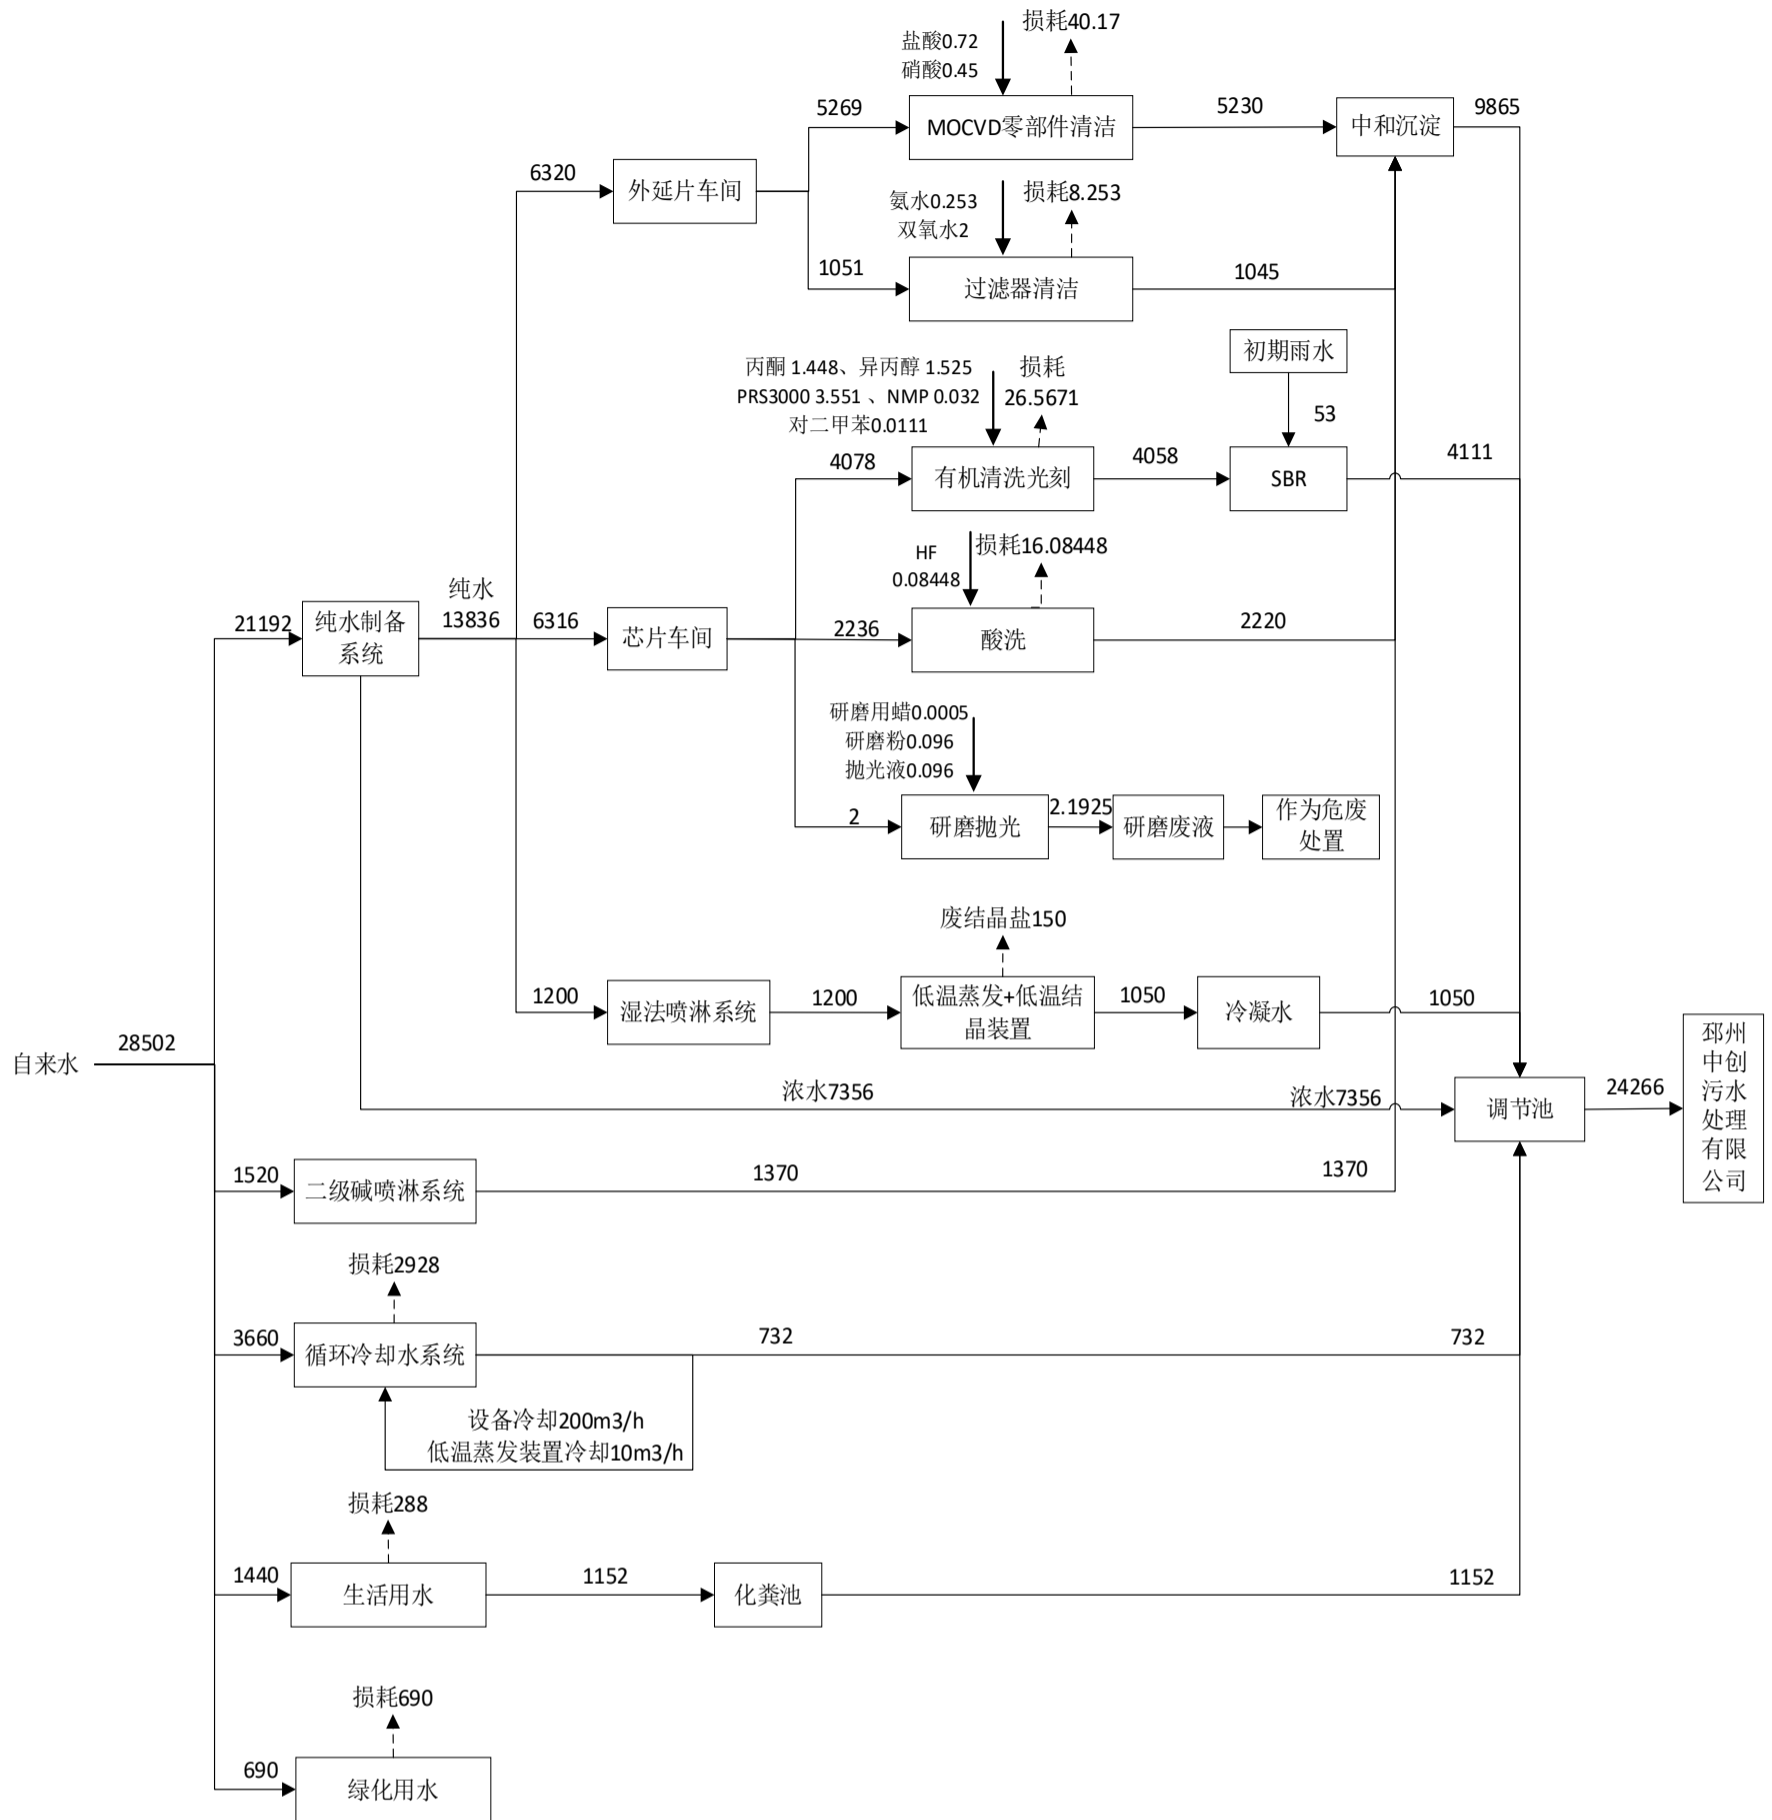 盐酸0.72
硝酸0.45
损耗40.17
5269
MOCVD零部件清洁
5230
中和沉淀
9865
6320
外延片车间
氨水0.253
双氧水2
损耗8.253
1051
过滤器清洁
1045
初期雨水
53
丙酮 1.448、异丙醇 1.525
PRS3000 3.551 、NMP 0.032
对二甲苯0.0111
损耗
26.5671
4078
有机清洗光刻
4058
SBR
4111
HF
0.08448
损耗16.08448
21192
纯水制备
系统
纯水
13836
6316
芯片车间
2236
酸洗
2220
研磨用蜡0.0005
研磨粉0.096
抛光液0.096
2
研磨抛光
2.1925
研磨废液
作为危废
处置
废结晶盐150
1200
湿法喷淋系统
1200
低温蒸发+低温结
晶装置
1050
冷凝水
1050
自来水
28502
浓水7356
浓水7356
调节池
24266
邳州
中创
污水
处理
有限
公司
1520
二级碱喷淋系统
1370
1370
损耗2928
3660
循环冷却水系统
732
732
设备冷却200m3/h
低温蒸发装置冷却10m3/h
损耗288
1440
生活用水
1152
化粪池
1152
损耗690
690
绿化用水